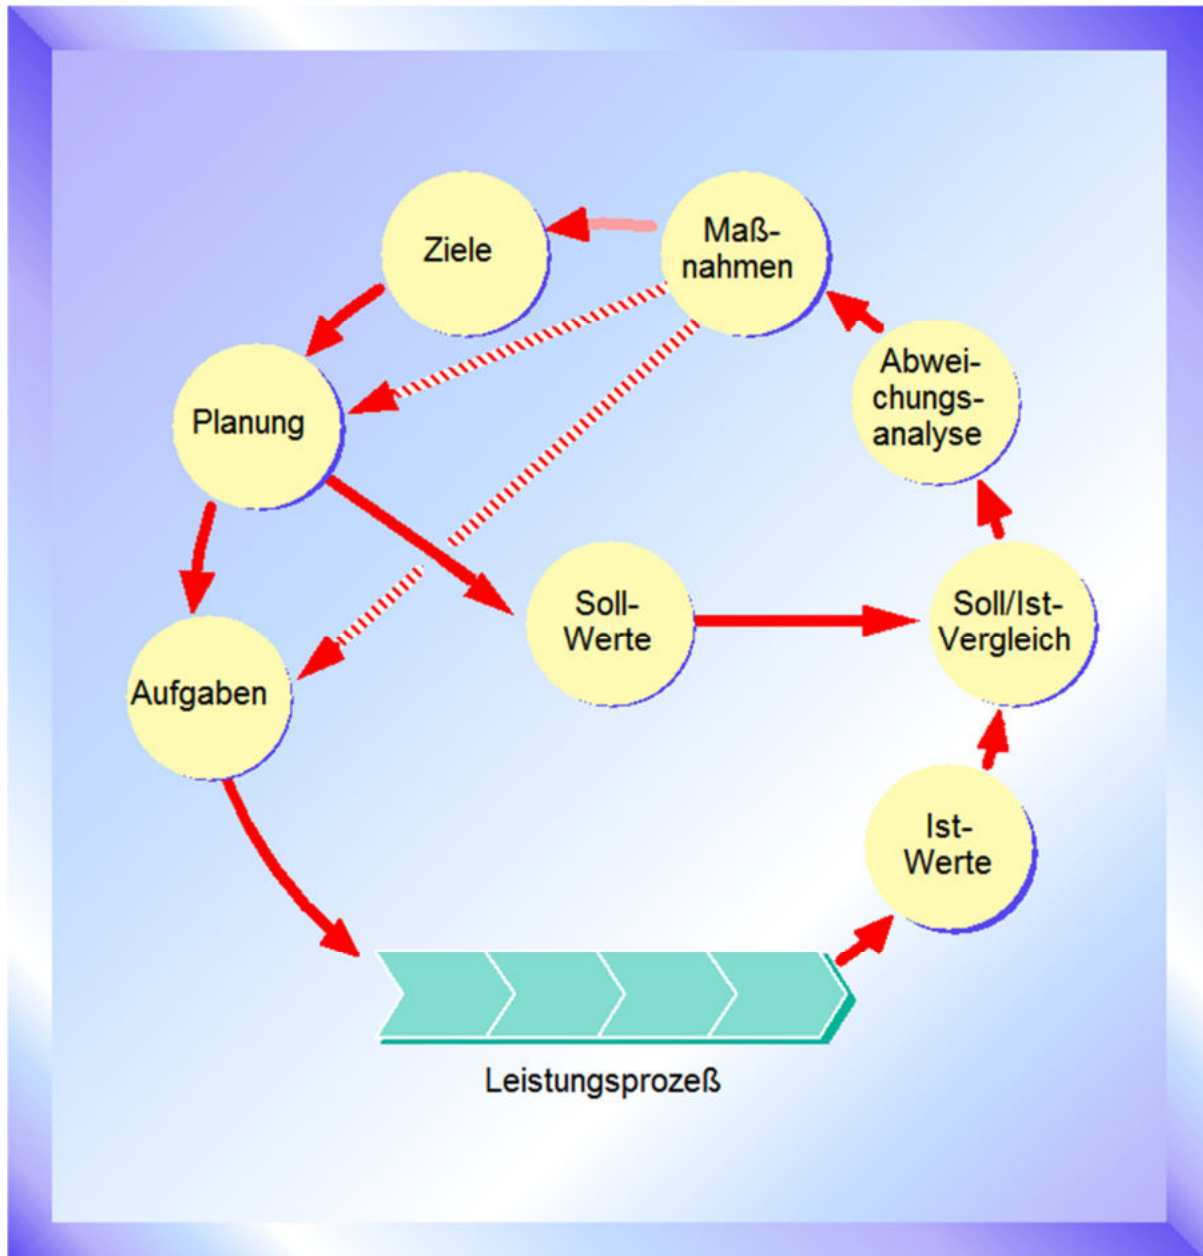 Ziele
Maß-
nahmen
Abwei-
chungs-
analyse
Planung
Soll-
Werte
Soll/Ist-
Vergleich
Aufgaben
Ist-
Werte
Leistungsprozeß